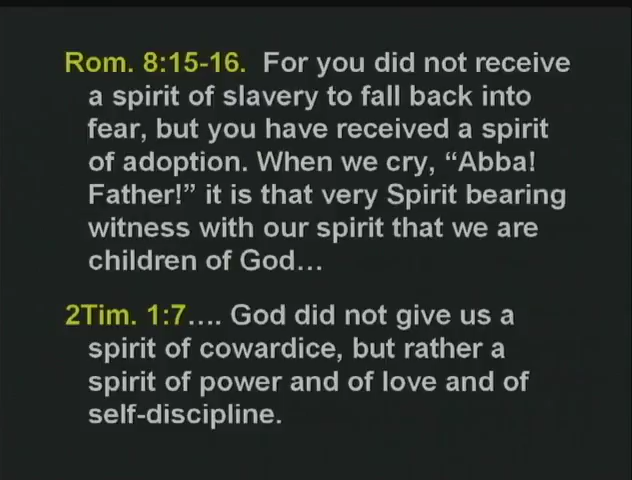 Rom. 8:15-16. For you did not receive
a spirit of slavery to fall back into
fear, but you have received a spirit
of adoption. When we cry, “Abba!
Father!” it is that very Spirit bearing
witness with our spirit that we are
children of God…
2Tim. 1:7…. God did not give us a
spirit of cowardice, but rather a
spirit of power and of love and of
self-discipline.